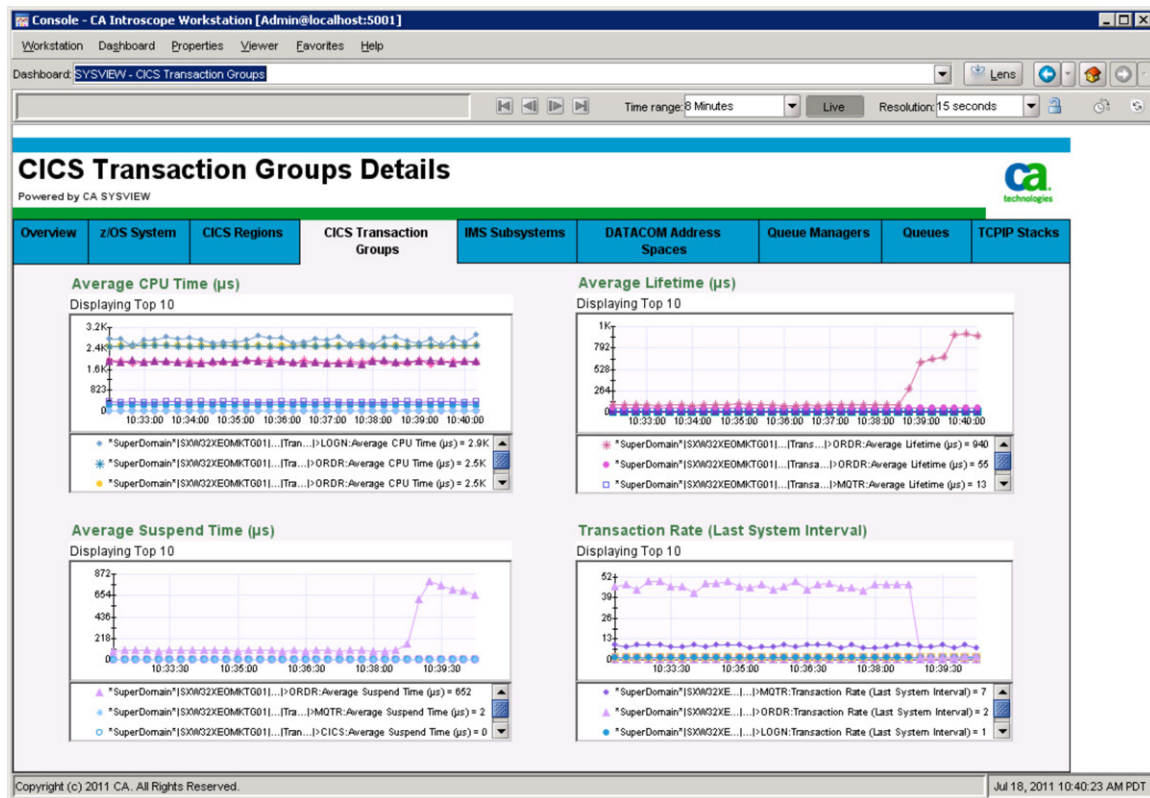 Console - CA Introscope Workstation [Admin@localhost:5001]
Workstation Dashboard Properties Viewer Favorites Help
Dashboard: SYSVIEW - CICS Transaction Groups Lens
Time range: 8 Minutes Live Resolution: 15 seconds
CICS Transaction Groups Details
Powered by CA SYSVIEW
ca technologies
Overview z/OS System CICS Regions CICS Transaction Groups IMS Subsystems DATACOM Address Spaces Queue Managers Queues TCPIP Stacks
Average CPU Time (µs)
Displaying Top 10
3.2K
2.4K
1.6K
823
0
10:33:00 10:34:00 10:35:00 10:36:00 10:37:00 10:38:00 10:39:00 10:40:00
*SuperDomain*|SXW32XEOMKTG01|...|Tran...|>LOGN:Average CPU Time (µs) = 2.9K
*SuperDomain*|SXW32XEOMKTG01|...|Tra...|>ORDR:Average CPU Time (µs) = 2.5K
*SuperDomain*|SXW32XEOMKTG01|...|Tra...|>ORDR:Average CPU Time (µs) = 2.5K
Average Lifetime (µs)
Displaying Top 10
1K
792
528
264
0
10:33:00 10:34:00 10:35:00 10:36:00 10:37:00 10:38:00 10:39:00 10:40:00
*SuperDomain*|SXW32XEOMKTG01|...|Trans...|>ORDR:Average Lifetime (µs) = 940
*SuperDomain*|SXW32XEOMKTG01|...|Transa...|>ORDR:Average Lifetime (µs) = 55
*SuperDomain*|SXW32XEOMKTG01|...|Transa...|>MQTR:Average Lifetime (µs) = 13
Average Suspend Time (µs)
Displaying Top 10
872
654
436
218
0
10:33:30 10:35:00 10:36:30 10:38:00 10:39:30
*SuperDomain*|SXW32XEOMKTG01|...|...|>ORDR:Average Suspend Time (µs) = 652
*SuperDomain*|SXW32XEOMKTG01|...|Tra...|>MQTR:Average Suspend Time (µs) = 2
*SuperDomain*|SXW32XEOMKTG01|...|Tran...|>CICS:Average Suspend Time (µs) = 0
Transaction Rate (Last System Interval)
Displaying Top 10
52
39
26
13
0
10:33:30 10:35:00 10:36:30 10:38:00 10:39:30
*SuperDomain*|SXW32XE...|...|>MQTR:Transaction Rate (Last System Interval) = 7
*SuperDomain*|SXW32XE...|...|>ORDR:Transaction Rate (Last System Interval) = 2
*SuperDomain*|SXW32XE...|...|>LOGN:Transaction Rate (Last System Interval) = 1
Copyright (c) 2011 CA. All Rights Reserved. Jul 18, 2011 10:40:23 AM PDT